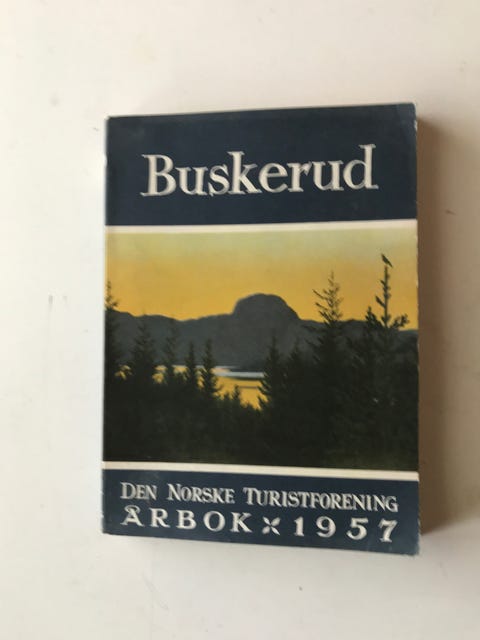 Buskerud
DEN NORSKE TURISTFORENING
ÅRBOK 1957